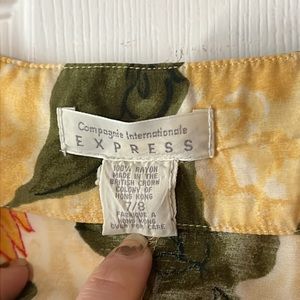 Compagnie Internationale
EXPRESS
100% RAYON
MADE IN THE
BRITISH CROWN
COLONY OF
HONG KONG
7/8
FABRIQUE A
HONG KONG
OVER FOR CARE